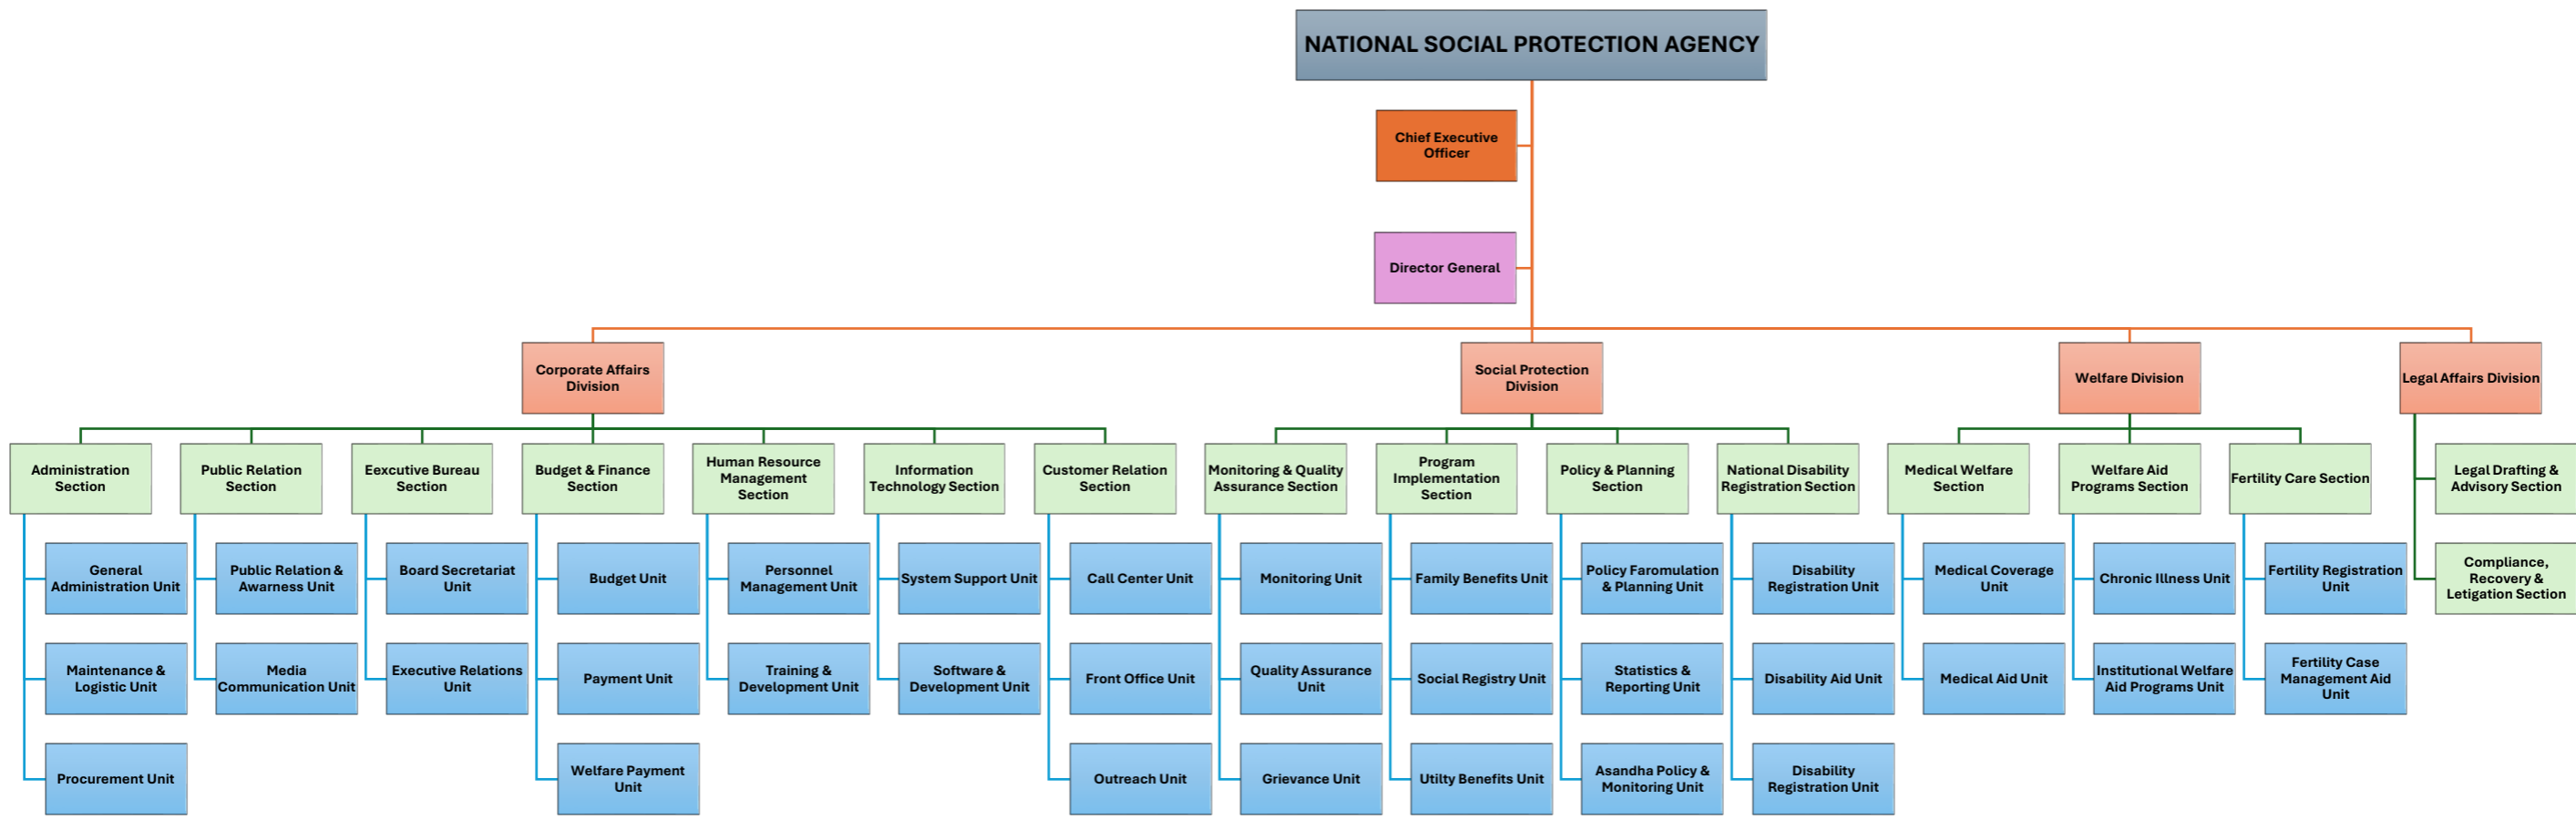 NATIONAL SOCIAL PROTECTION AGENCY
Chief Executive
Officer
Director General
Corporate Affairs
Division
Social Protection
Division
Welfare Division
Legal Affairs Division
Administration
Section
Public Relation
Section
Eexcutive Bureau
Section
Budget & Finance
Section
Human Resource
Management
Section
Information
Technology Section
Customer Relation
Section
Monitoring & Quality
Assurance Section
Program
Implementation
Section
Policy & Planning
Section
National Disability
Registration Section
Medical Welfare
Section
Welfare Aid
Programs Section
Fertility Care Section
Legal Drafting &
Advisory Section
General
Administration Unit
Public Relation &
Awarness Unit
Board Secretariat
Unit
Budget Unit
Personnel
Management Unit
System Support Unit
Call Center Unit
Monitoring Unit
Family Benefits Unit
Policy Faromulation
& Planning Unit
Disability
Registration Unit
Medical Coverage
Unit
Chronic Illness Unit
Fertility Registration
Unit
Compliance,
Recovery &
Letigation Section
Maintenance &
Logistic Unit
Media
Communication Unit
Executive Relations
Unit
Payment Unit
Training &
Development Unit
Software &
Development Unit
Front Office Unit
Quality Assurance
Unit
Social Registry Unit
Statistics &
Reporting Unit
Disability Aid Unit
Medical Aid Unit
Institutional Welfare
Aid Programs Unit
Fertility Case
Management Aid
Unit
Procurement Unit
Welfare Payment
Unit
Outreach Unit
Grievance Unit
Utilty Benefits Unit
Asandha Policy &
Monitoring Unit
Disability
Registration Unit